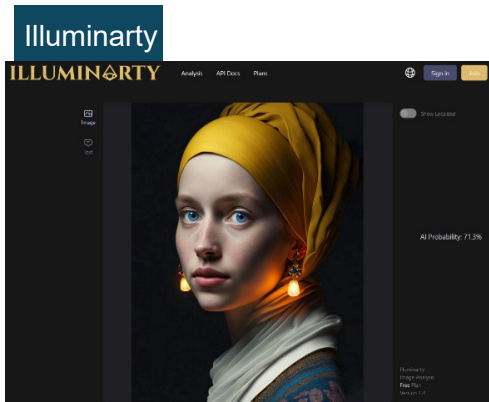 Illuminarty
ILLUMINARTY
Analysis API Docs Plans
Sign in
Image
Text
Show Localized
AI Probability: 71.3%
Illuminarty
Image Analysis
Free Plan